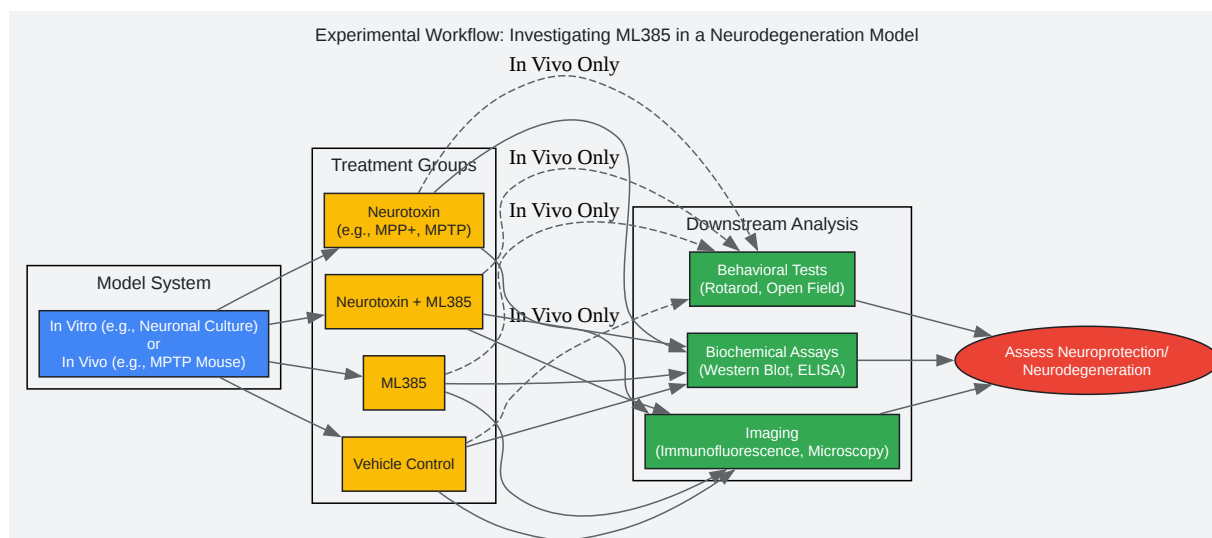 Experimental Workflow: Investigating ML385 in a Neurodegeneration Model
In Vivo Only
In Vivo Only
In Vivo Only
In Vivo Only
Model System
In Vitro (e.g., Neuronal Culture)
or
In Vivo (e.g., MPTP Mouse)
Treatment Groups
Neurotoxin
(e.g., MPP+, MPTP)
Neurotoxin + ML385
ML385
Vehicle Control
Downstream Analysis
Behavioral Tests
(Rotarod, Open Field)
Biochemical Assays
(Western Blot, ELISA)
Imaging
(Immunofluorescence, Microscopy)
Assess Neuroprotection/
Neurodegeneration